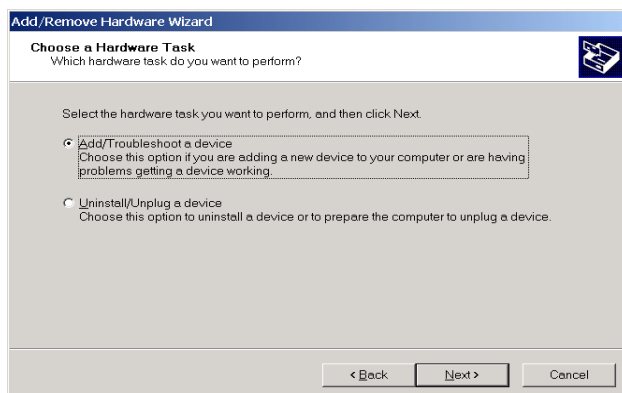 Add/Remove Hardware Wizard
Choose a Hardware Task
Which hardware task do you want to perform?
Select the hardware task you want to perform, and then click Next.
Add/Troubleshoot a device
Choose this option if you are adding a new device to your computer or are having
problems getting a device working.
Uninstall/Unplug a device
Choose this option to uninstall a device or to prepare the computer to unplug a device.
< Back Next > Cancel